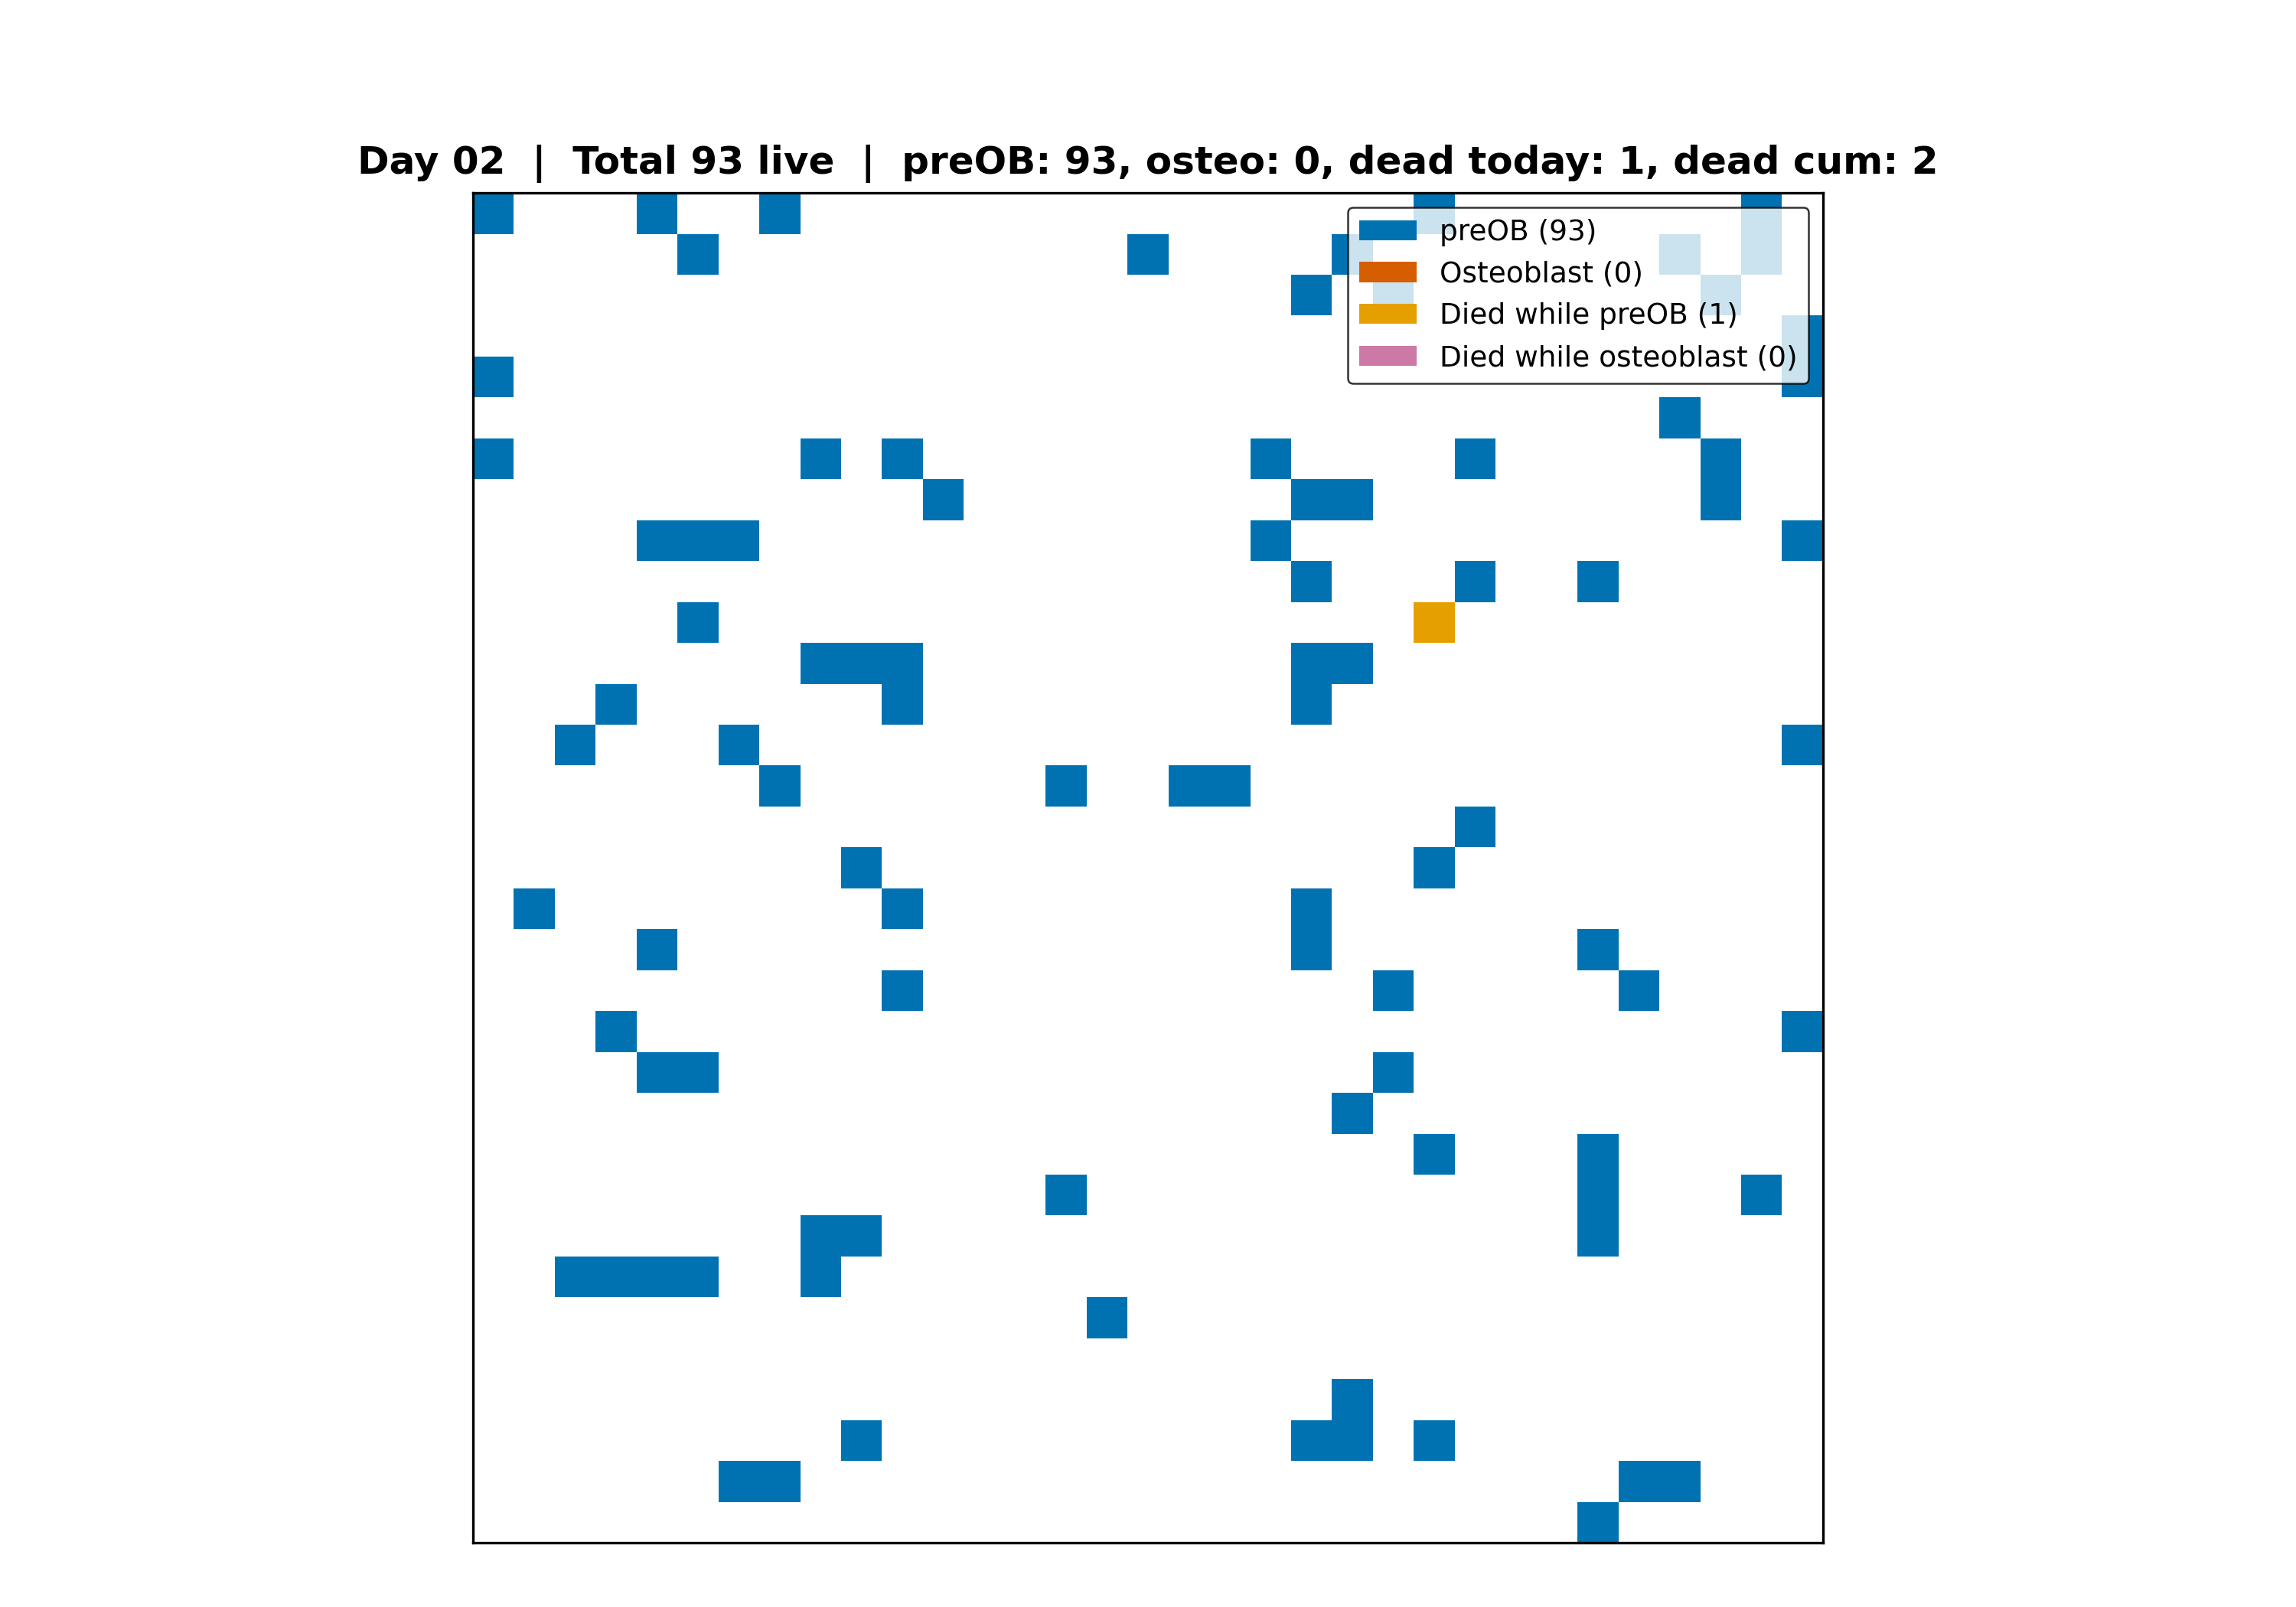 Day 02 | Total 93 live | preOB: 93, osteo: 0, dead today: 1, dead cum: 2
preOB (93)
Osteoblast (0)
Died while preOB (1)
Died while osteoblast (0)